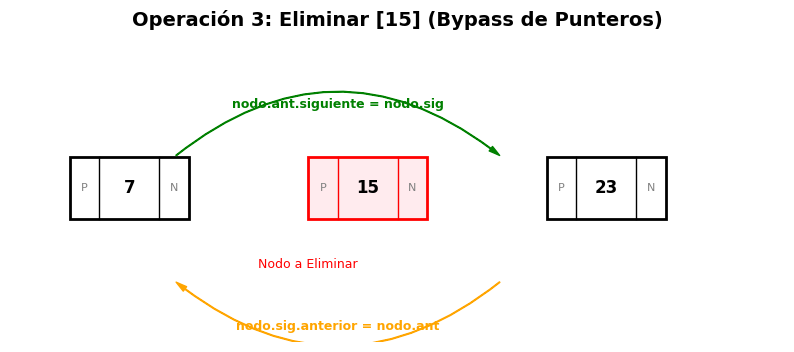 Operación 3: Eliminar [15] (Bypass de Punteros)
nodo.ant.siguiente = nodo.sig
P 7 N P 15 N P 23 N
Nodo a Eliminar
nodo.sig.anterior = nodo.ant